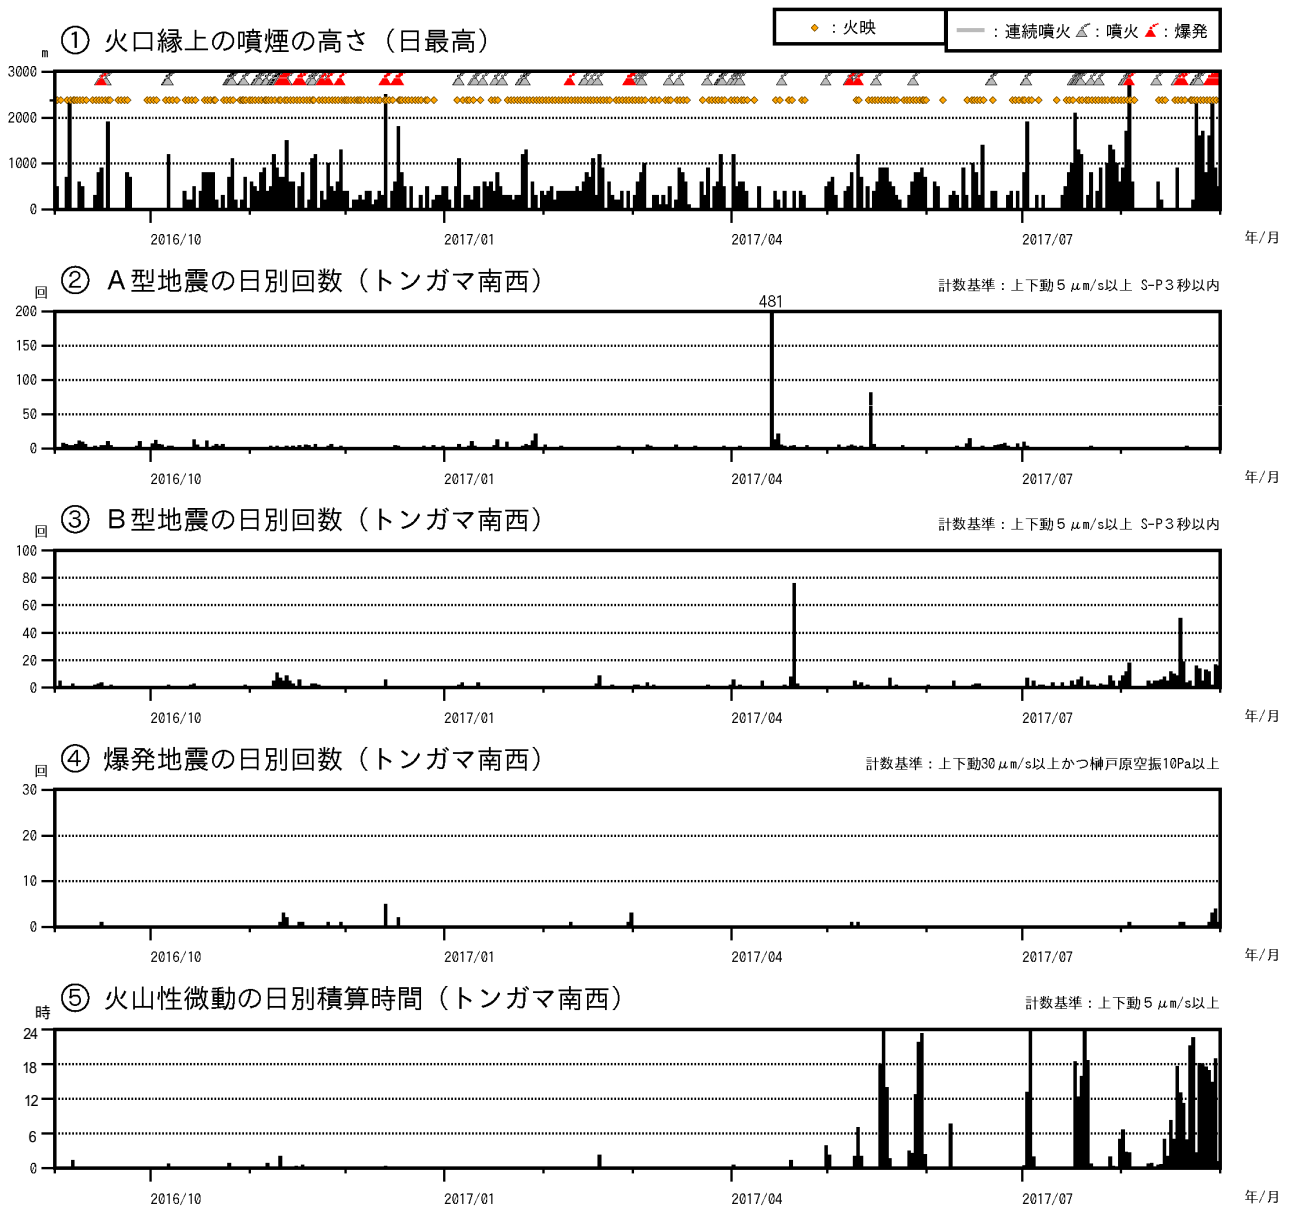 ① 火口縁上の噴煙の高さ（日最高）
：火映
：連続噴火 ：噴火 ：爆発
m
3000
2000
1000
0
2016/10 2017/01 2017/04 2017/07 年/月
② A型地震の日別回数（トンガマ南西）
計数基準：上下動５μm/s以上 S-P３秒以内
回
481
200
150
100
50
0
2016/10 2017/01 2017/04 2017/07 年/月
③ B型地震の日別回数（トンガマ南西）
計数基準：上下動５μm/s以上 S-P３秒以内
回
100
80
60
40
20
0
2016/10 2017/01 2017/04 2017/07 年/月
④ 爆発地震の日別回数（トンガマ南西）
計数基準：上下動30μm/s以上かつ榊戸原空振10Pa以上
回
30
20
10
0
2016/10 2017/01 2017/04 2017/07 年/月
⑤ 火山性微動の日別積算時間（トンガマ南西）
計数基準：上下動５μm/s以上
時
24
18
12
6
0
2016/10 2017/01 2017/04 2017/07 年/月